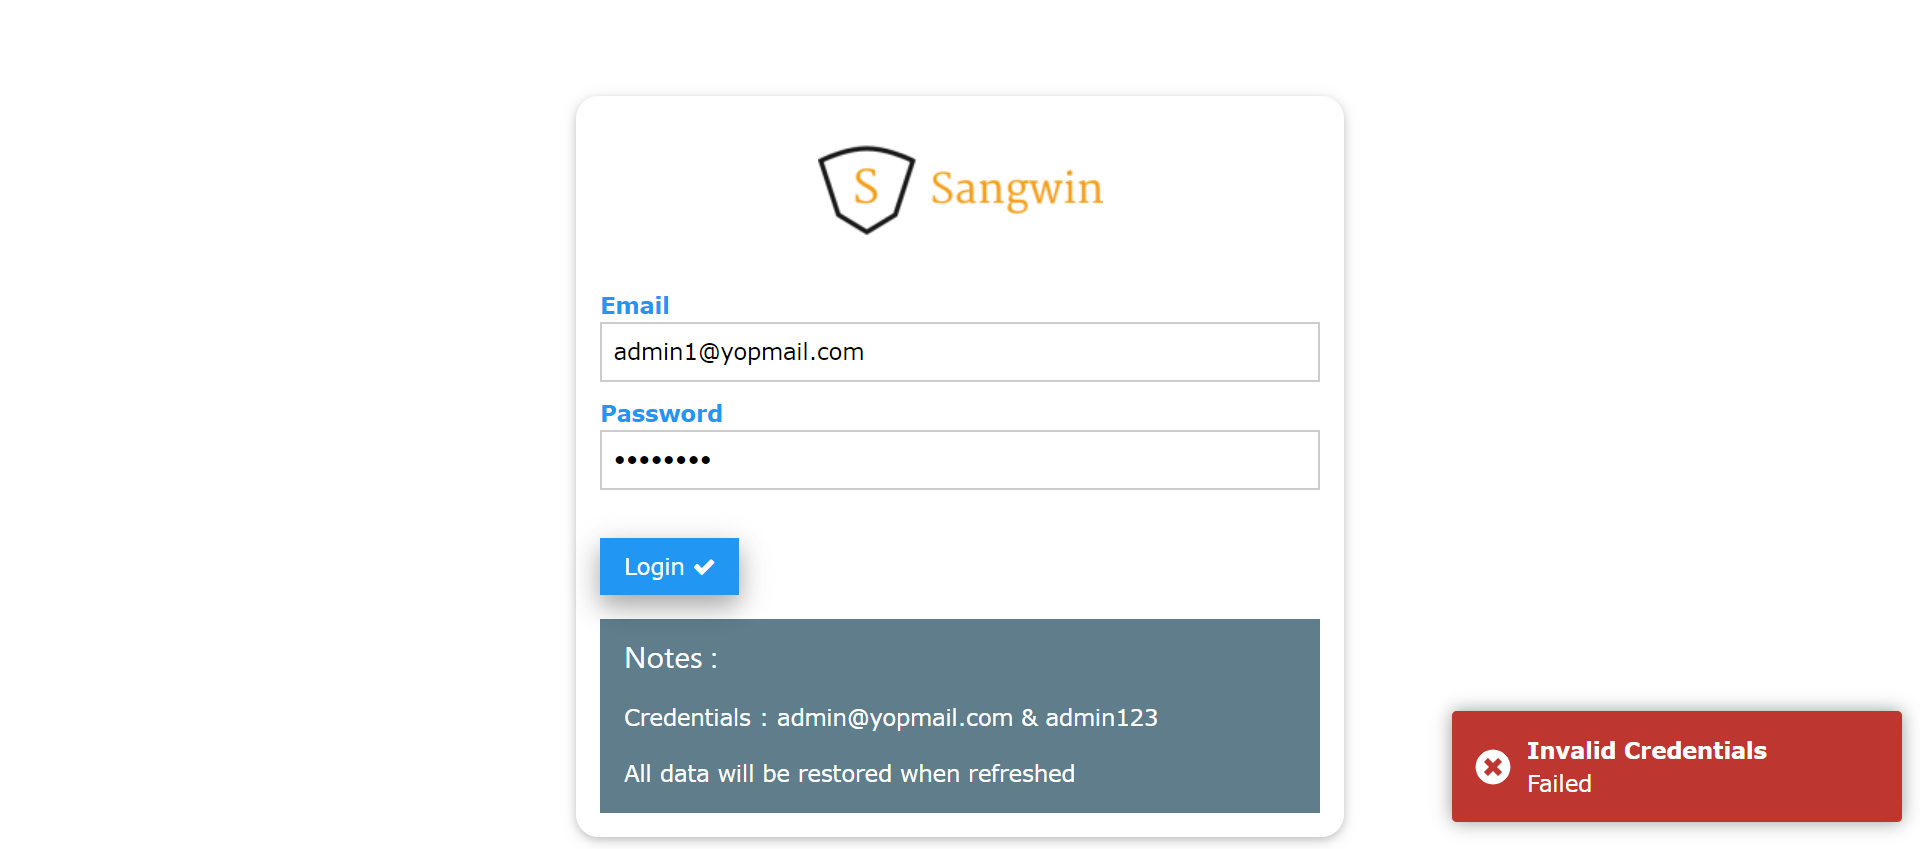 S Sangwin
Email
admin1@yopmail.com
Password
••••••••
Login
Notes :
Credentials : admin@yopmail.com & admin123
All data will be restored when refreshed
Invalid Credentials
Failed